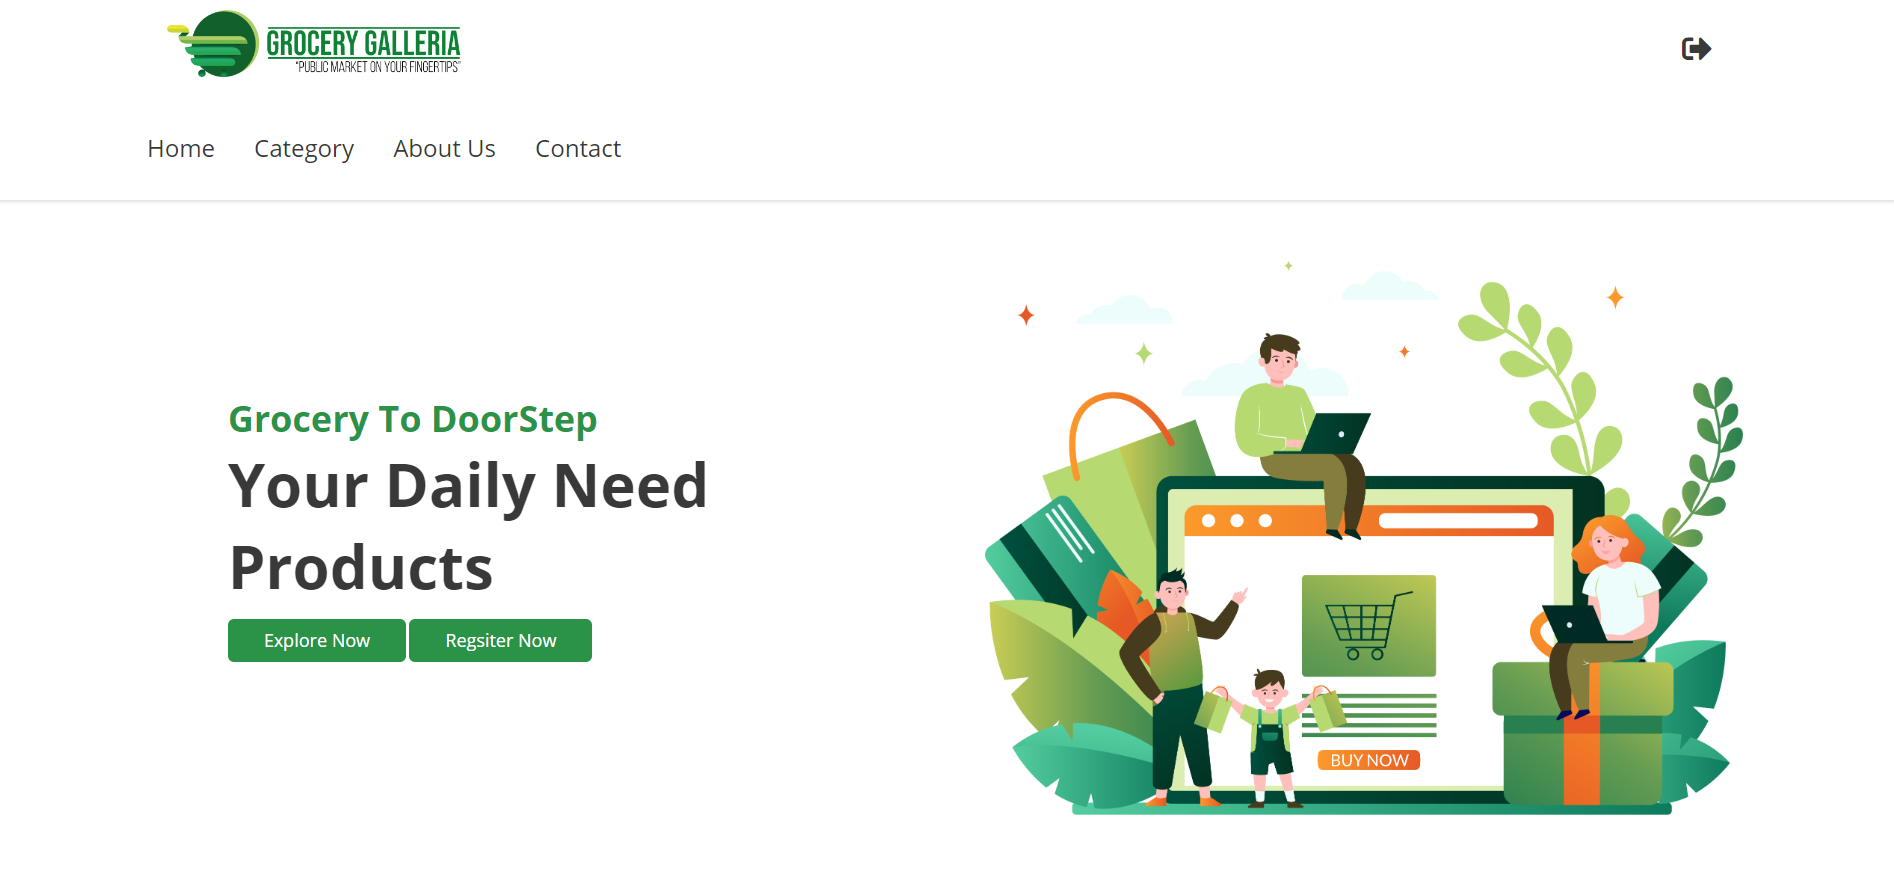 GROCERY GALLERIA
"PUBLIC MARKET ON YOUR FINGERTIPS"
Home Category About Us Contact
Grocery To DoorStep
Your Daily Need
Products
Explore Now Regsiter Now
BUY NOW